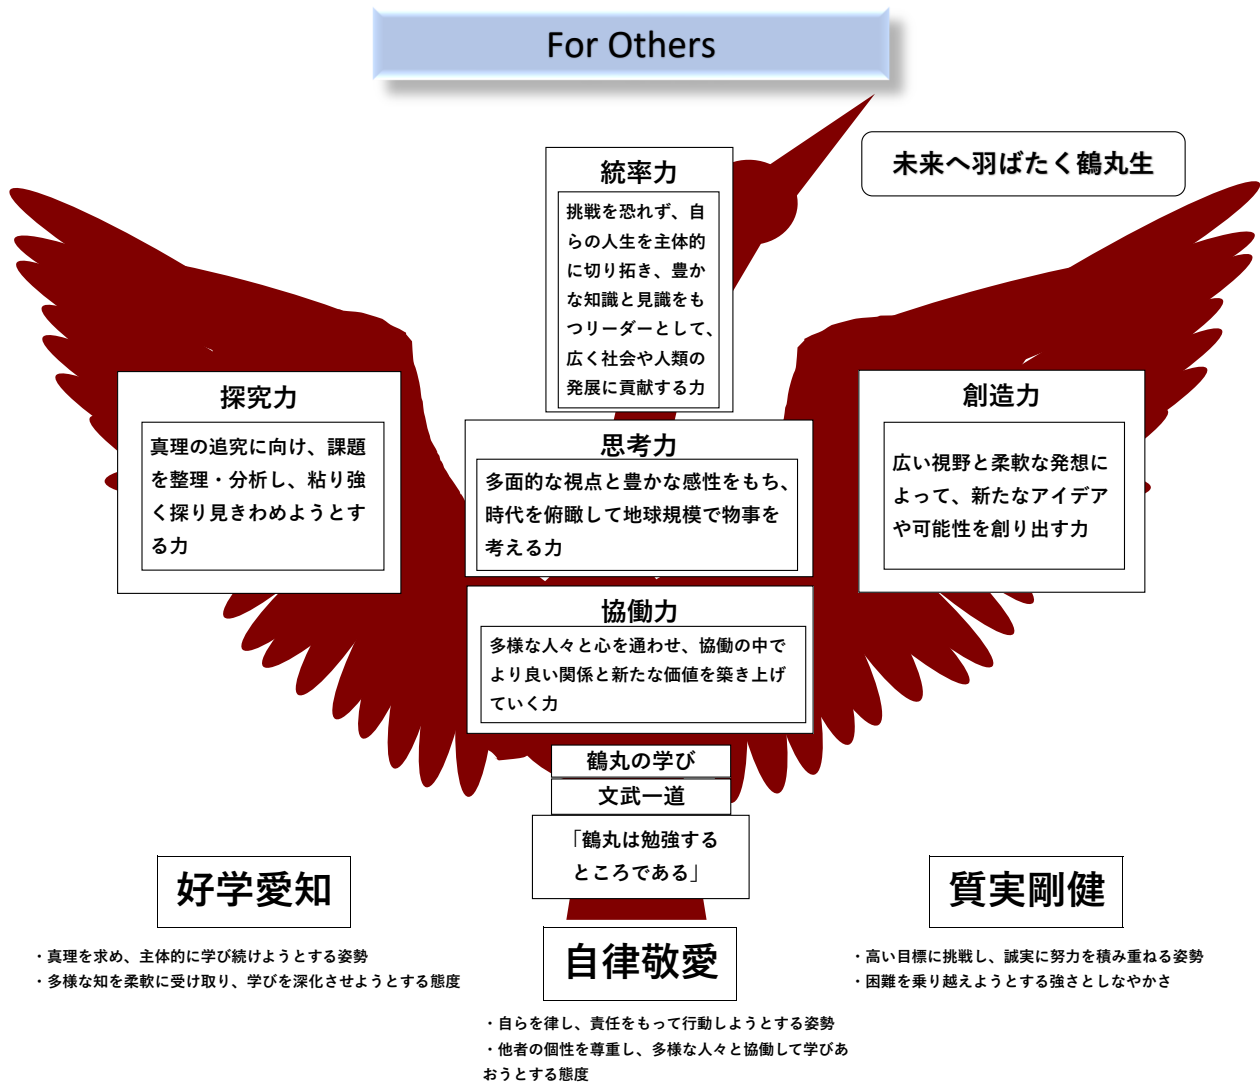 For Others
未来へ羽ばたく鶴丸生
統率力
挑戦を恐れず、自
らの人生を主体的
に切り拓き、豊か
な知識と見識をも
つリーダーとして、
広く社会や人類の
発展に貢献する力
探究力
真理の追究に向け、課題
を整理・分析し、粘り強
く探り見きわめようとす
る力
思考力
多面的な視点と豊かな感性をもち、
時代を俯瞰して地球規模で物事を
考える力
創造力
広い視野と柔軟な発想に
よって、新たなアイデア
や可能性を創り出す力
協働力
多様な人々と心を通わせ、協働の中で
より良い関係と新たな価値を築き上げ
ていく力
鶴丸の学び
文武一道
「鶴丸は勉強する
ところである」
好学愛知
・真理を求め、主体的に学び続けようとする姿勢
・多様な知を柔軟に受け取り、学びを深化させようとする態度
自律敬愛
・自らを律し、責任をもって行動しようとする姿勢
・他者の個性を尊重し、多様な人々と協働して学びあ
おうとする態度
質実剛健
・高い目標に挑戦し、誠実に努力を積み重ねる姿勢
・困難を乗り越えようとする強さとしなやかさ